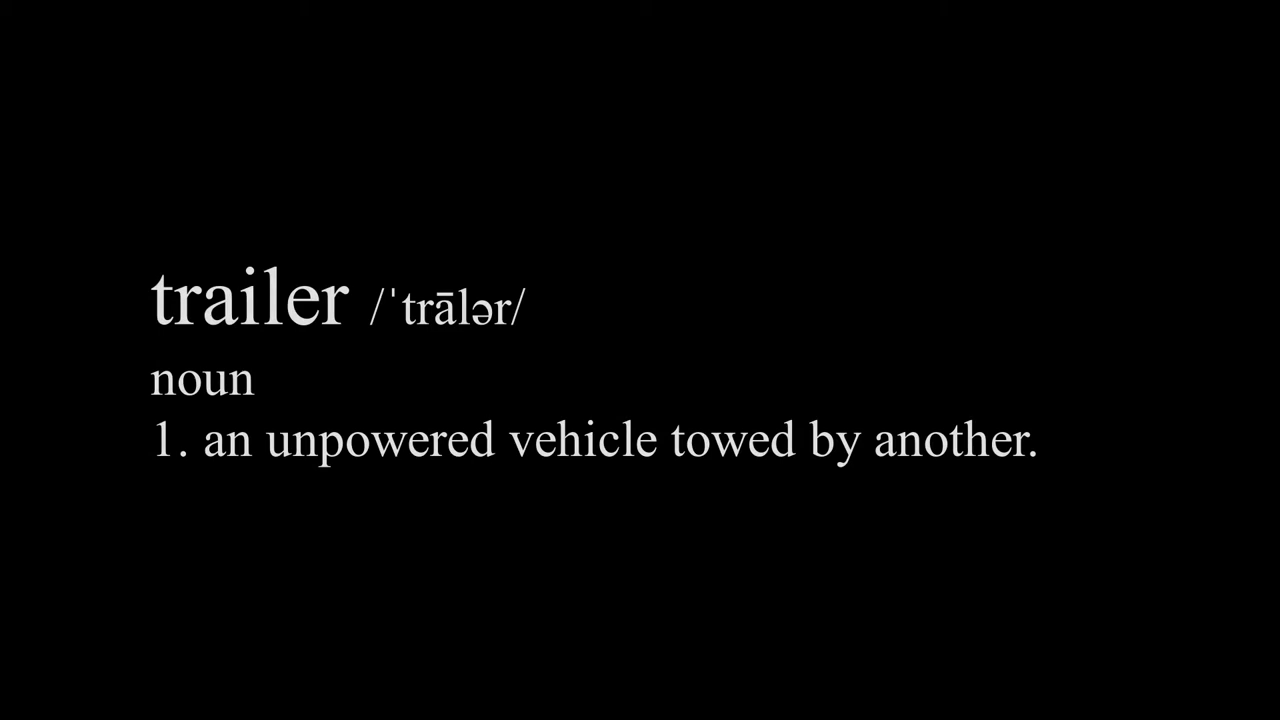 trailer /ˈtrālər/
noun
1. an unpowered vehicle towed by another.